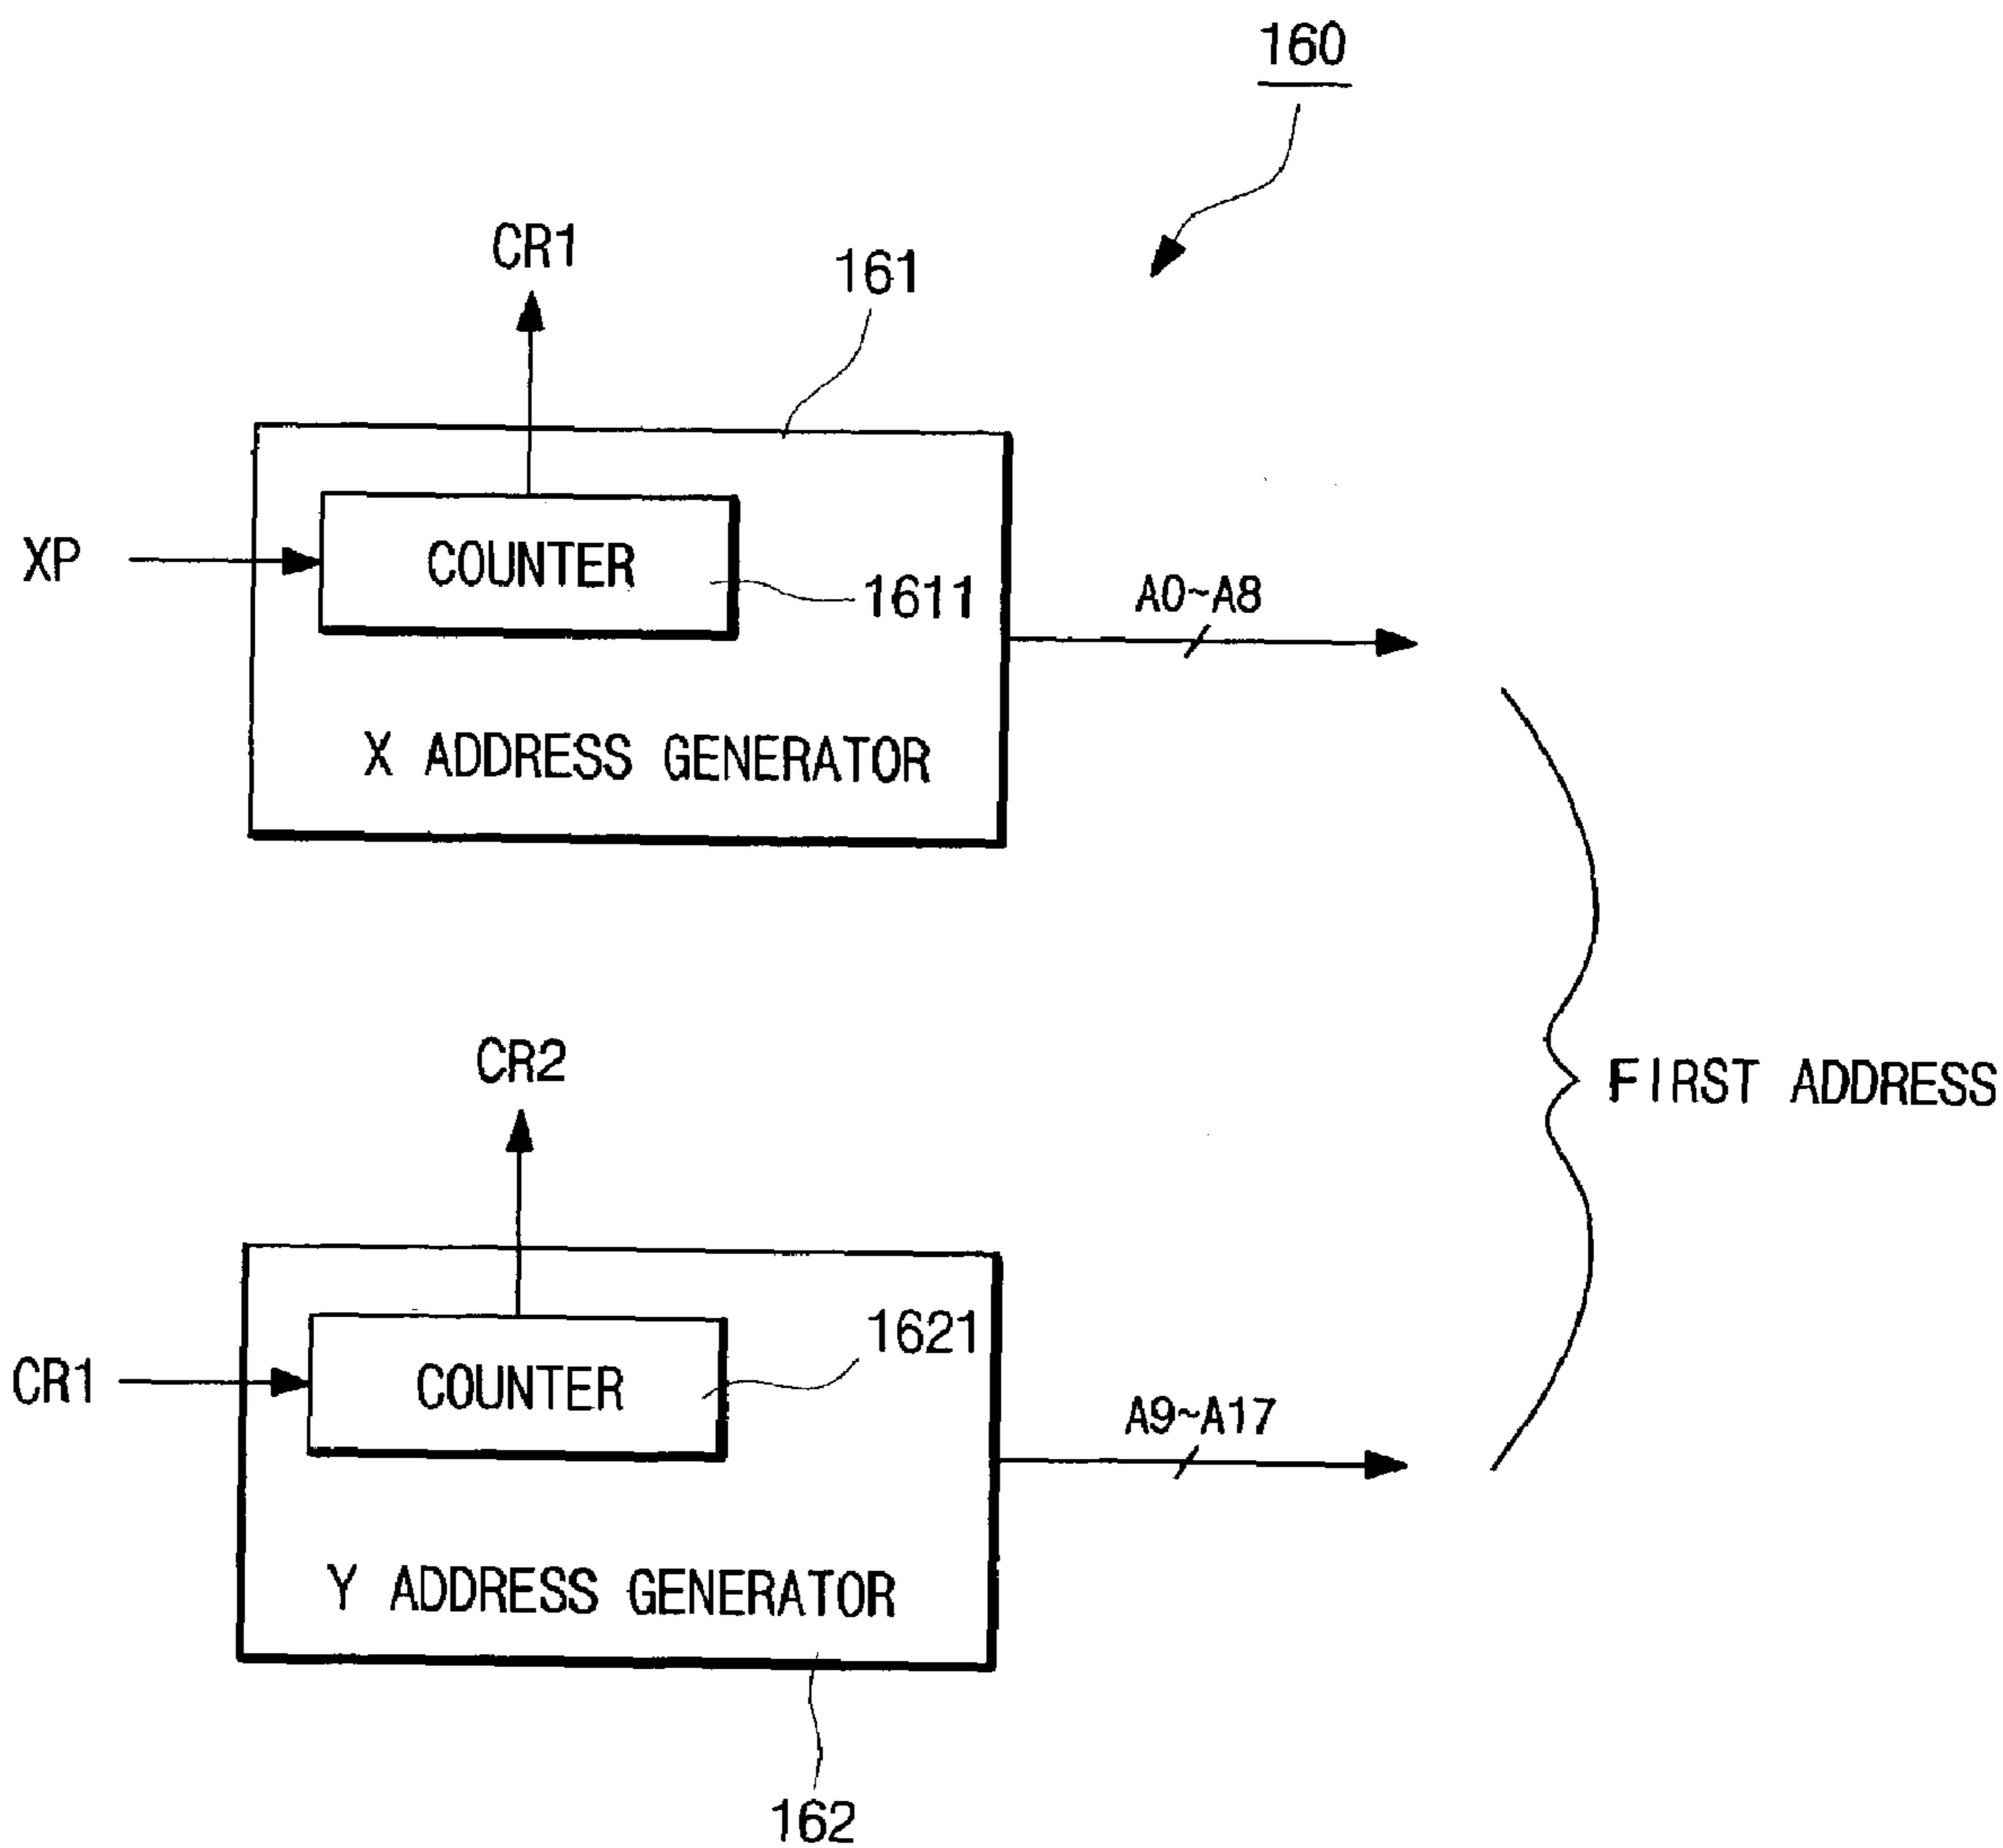 160
CR1
161
XP
COUNTER
1611
A0~A8
X ADDRESS GENERATOR
CR2
FIRST ADDRESS
1621
CR1
COUNTER
A9~A17
Y ADDRESS GENERATOR
162